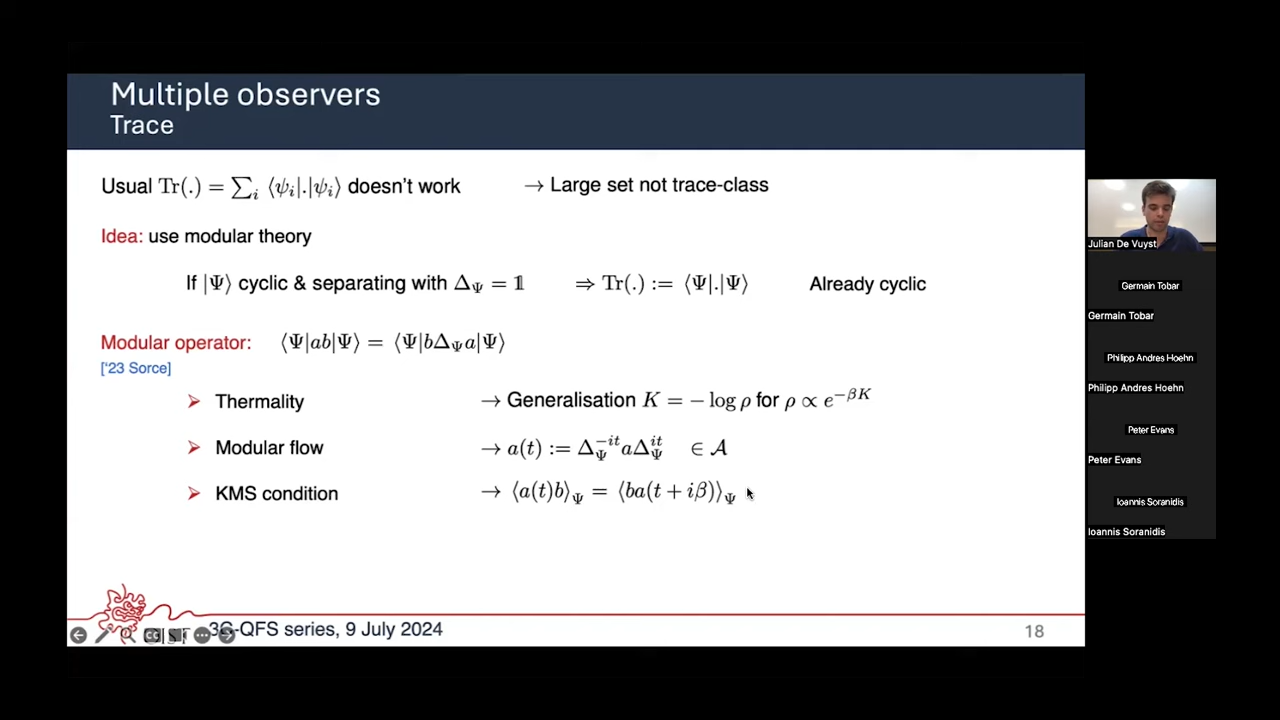 Multiple observers
Trace
Usual Tr(.) = ∑ᵢ ⟨ψᵢ|.|ψᵢ⟩ doesn't work → Large set not trace-class
Idea: use modular theory
If |Ψ⟩ cyclic & separating with Δ_Ψ = 𝟙 ⇒ Tr(.) := ⟨Ψ|.|Ψ⟩ Already cyclic
Modular operator: ⟨Ψ|ab|Ψ⟩ = ⟨Ψ|bΔ_Ψ a|Ψ⟩
['23 Sorce]
➢ Thermality → Generalisation K = − log ρ for ρ ∝ e^{−βK}
➢ Modular flow → a(t) := Δ_Ψ^{−it} a Δ_Ψ^{it} ∈ 𝒜
➢ KMS condition → ⟨a(t)b⟩_Ψ = ⟨ba(t + iβ)⟩_Ψ
3G-QFS series, 9 July 2024
18
Julian De Vuyst
Germain Tobar
Germain Tobar
Philipp Andres Hoehn
Philipp Andres Hoehn
Peter Evans
Peter Evans
Ioannis Soranidis
Ioannis Soranidis